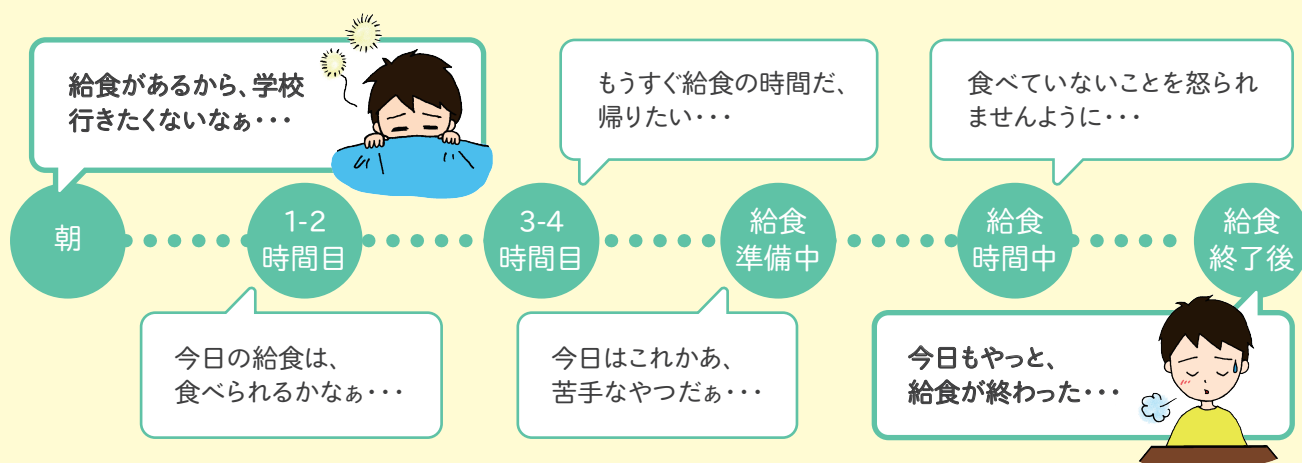 給食があるから、学校
行きたくないなぁ・・・
もうすぐ給食の時間だ、
帰りたい・・・
食べていないことを怒られ
ませんように・・・
朝
1-2
時間目
3-4
時間目
給食
準備中
給食
時間中
給食
終了後
今日の給食は、
食べられるかなぁ・・・
今日はこれかあ、
苦手なやつだぁ・・・
今日もやっと、
給食が終わった・・・